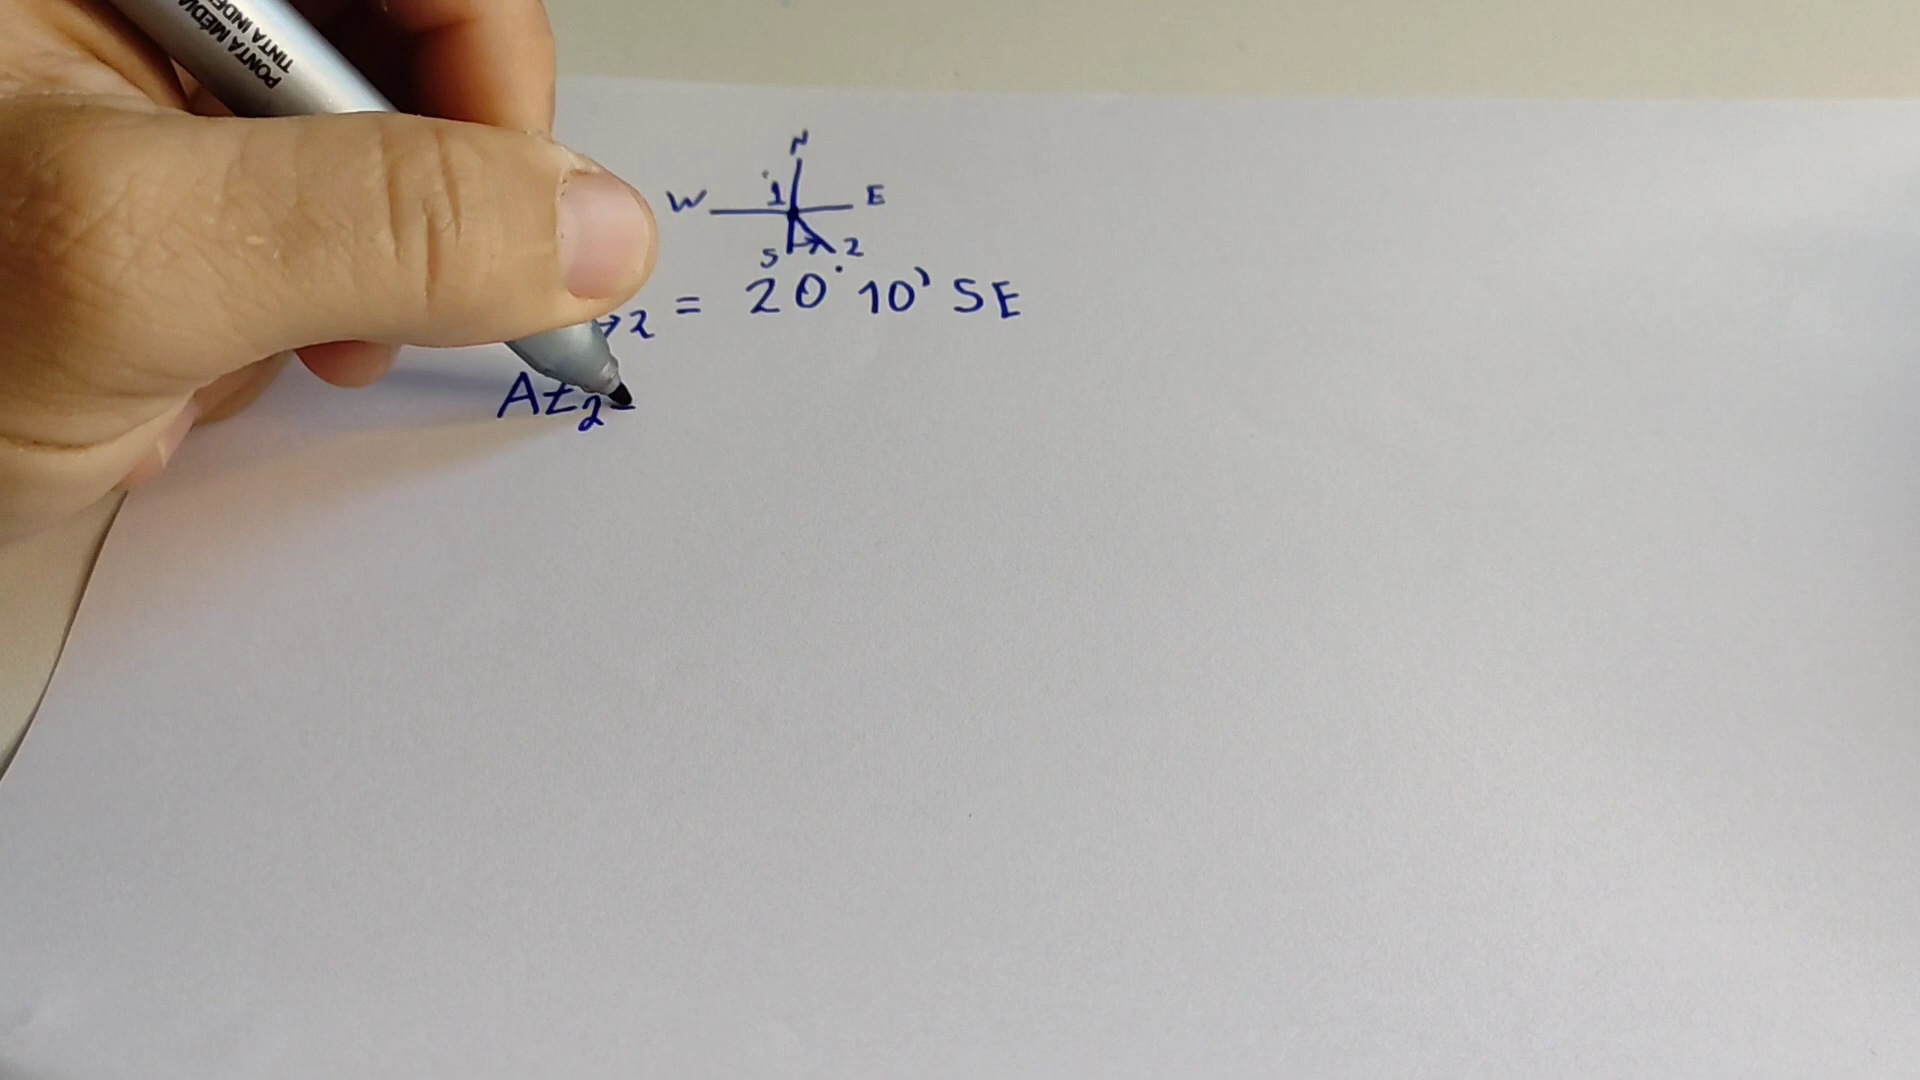 PONTA MÉDIA
TINTA INDE
N
W 1 E
S 2
→2 = 20° 10' SE
Az2-